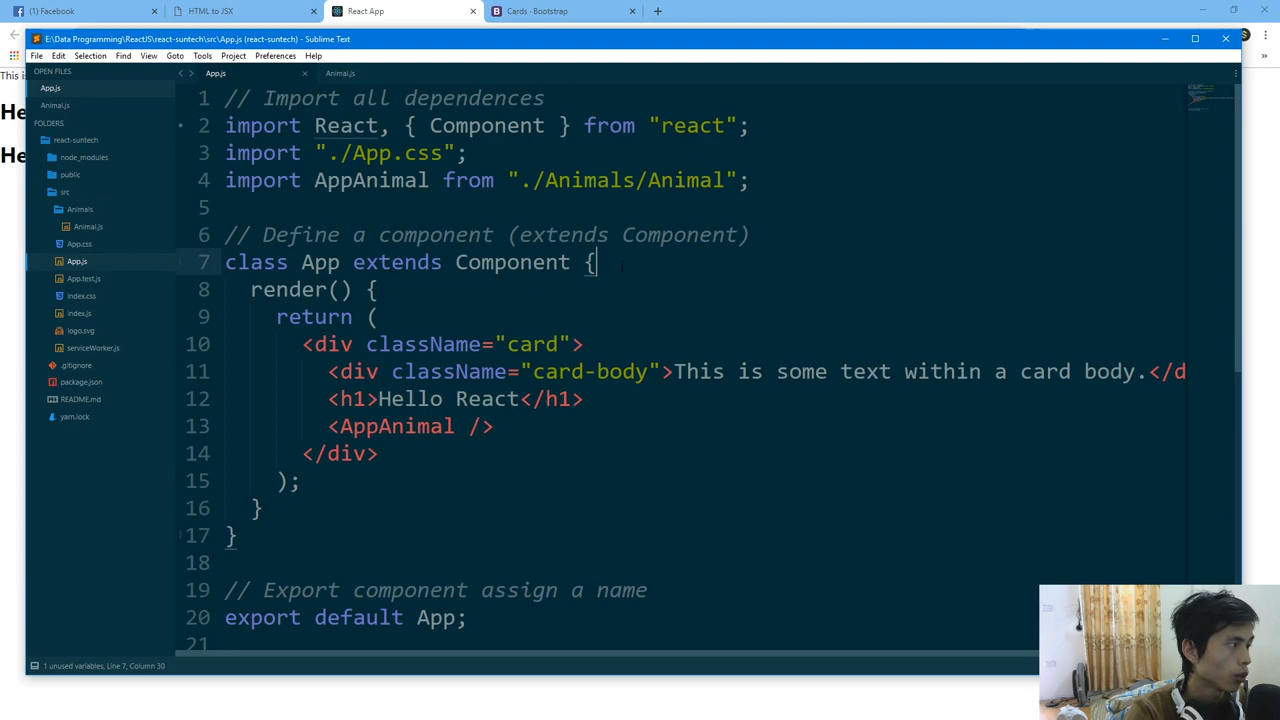 (1) Facebook
HTML to JSX
React App
Cards · Bootstrap
E:\Data Programming\ReactJS\react-suntech\src\App.js (react-suntech) - Sublime Text
File Edit Selection Find View Goto Tools Project Preferences Help
This is
He
He
OPEN FILES
App.js
Animal.js
FOLDERS
react-suntech
node_modules
public
src
Animals
Animal.js
App.css
App.js
App.test.js
index.css
index.js
logo.svg
serviceWorker.js
.gitignore
package.json
README.md
yarn.lock
App.js
Animal.js
1 // Import all dependences
2 import React, { Component } from "react";
3 import "./App.css";
4 import AppAnimal from "./Animals/Animal";
5
6 // Define a component (extends Component)
7 class App extends Component {
8 render() {
9 return (
10 <div className="card">
11 <div className="card-body">This is some text within a card body.</d
12 <h1>Hello React</h1>
13 <AppAnimal />
14 </div>
15 );
16 }
17 }
18
19 // Export component assign a name
20 export default App;
21
1 unused variables, Line 7, Column 30